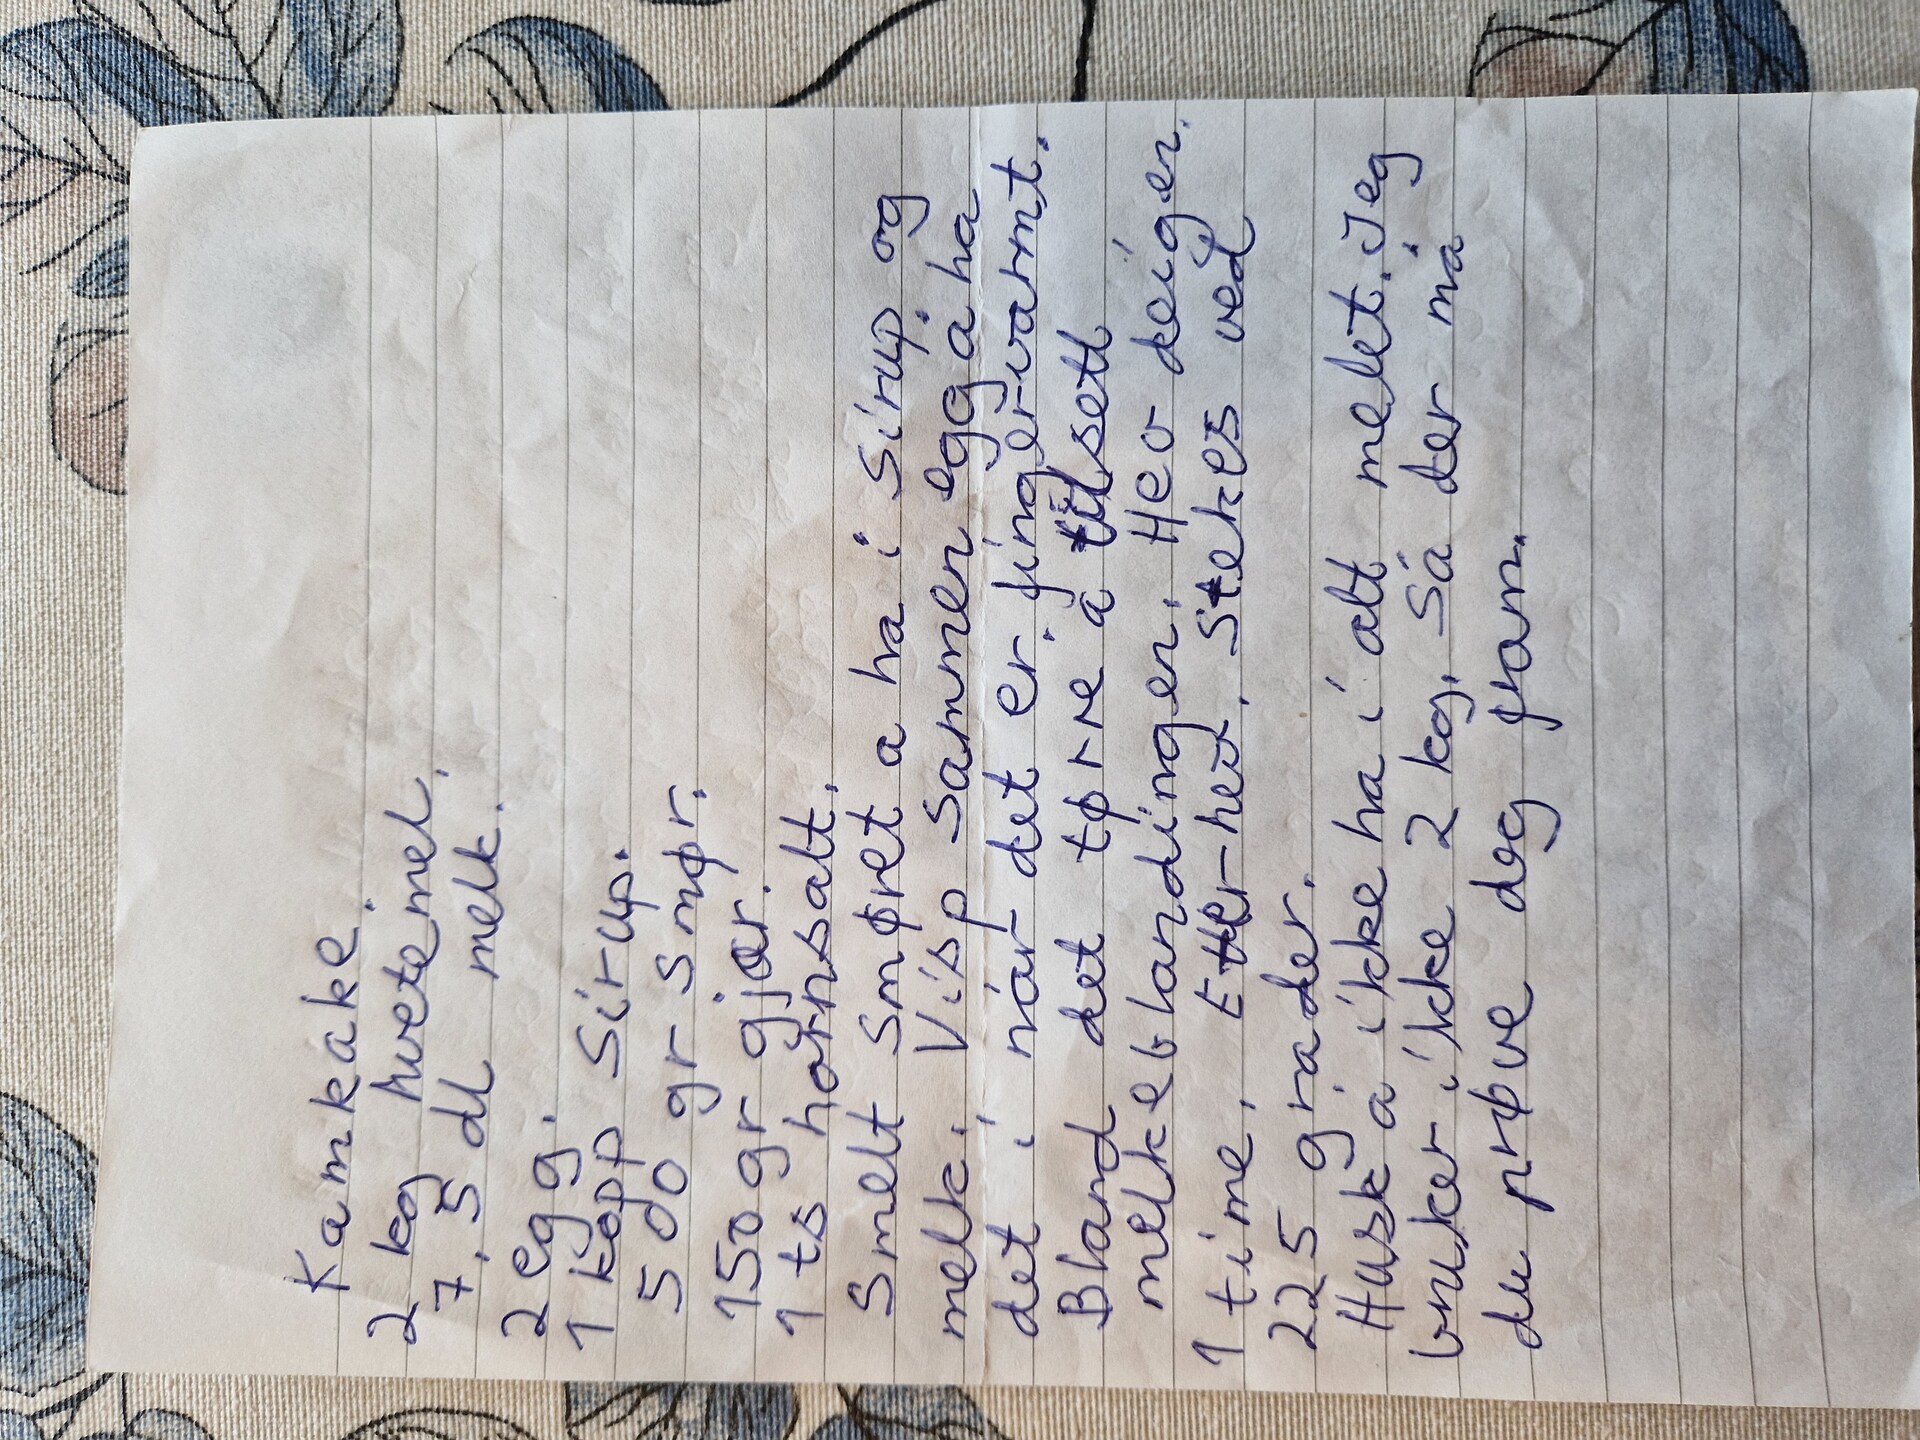 Kamkake.
2 kg hvetemel.
7,5 dl melk.
2 egg.
1 kopp Sirup.
500 gr Smør.
150 gr gjær.
1 ts hornsalt.
Smelt Smøret a ha i Sirup og
melk. Visp Sammen egg å ha
det i når det er fingervarmt.
Bland det tørre å tilsett
melkeblandingen. Hev deigen
1 time. Etterhev. Stekes ved
225 grader.
Husk å ikke ha i alt melet. Jeg
bruker ikke 2 kg. Så der må
du prøve deg fram.